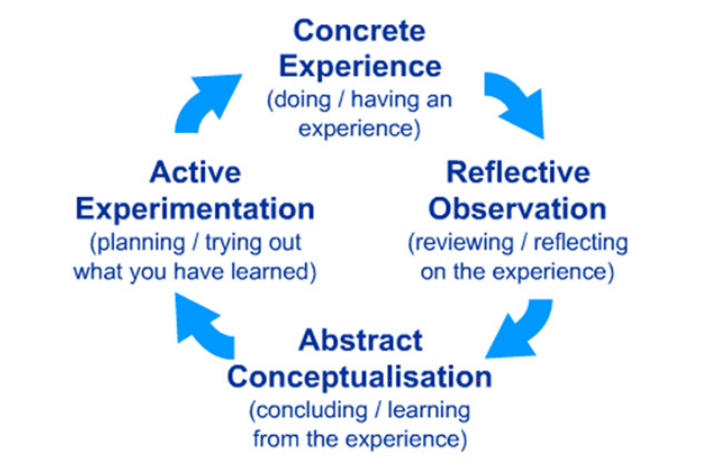 Concrete
Experience
(doing / having an
experience)
Reflective
Observation
(reviewing / reflecting
on the experience)
Abstract
Conceptualisation
(concluding / learning
from the experience)
Active
Experimentation
(planning / trying out
what you have learned)